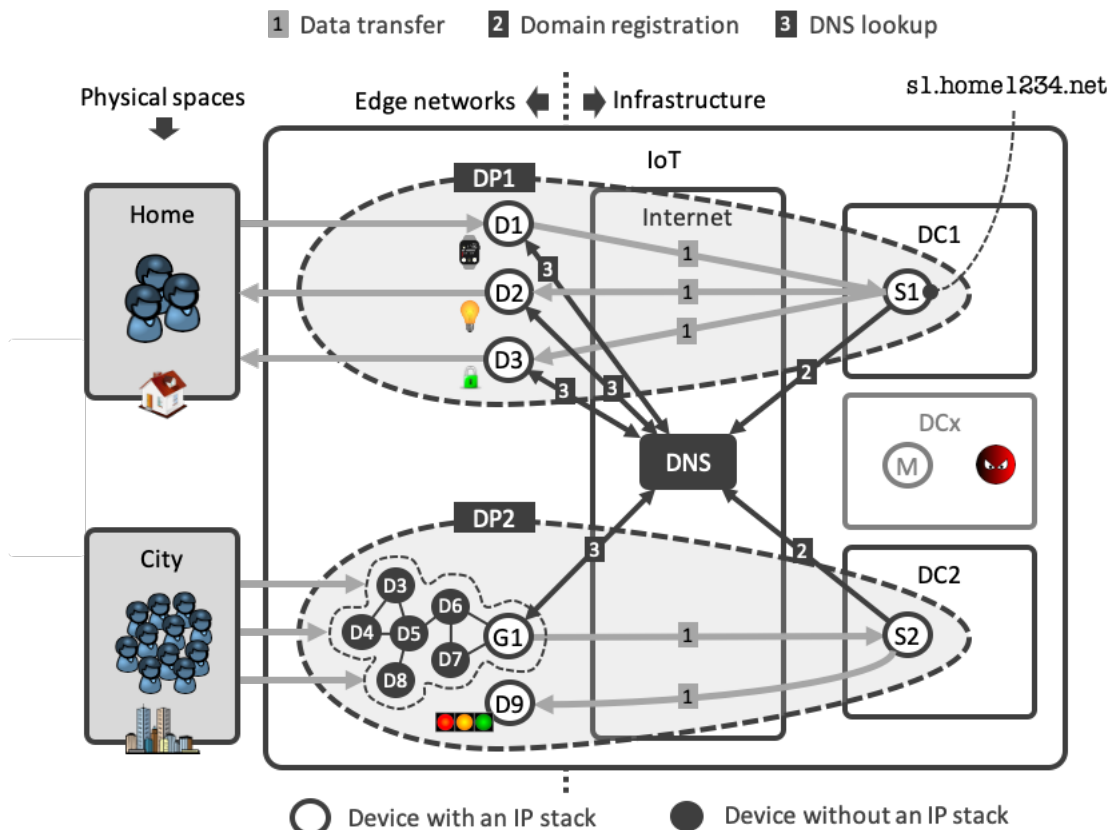 1 Data transfer 2 Domain registration 3 DNS lookup
s1.home1234.net
Physical spaces
Edge networks Infrastructure
IoT
DP1
Home
Internet
DC1
D1
1
3
D2
1
S1
1
D3
3
3
2
DCx
DNS
M
DP2
City
3
2
DC2
D3
D6
D4
D5
G1
1
S2
D7
D8
D9
1
Device with an IP stack Device without an IP stack